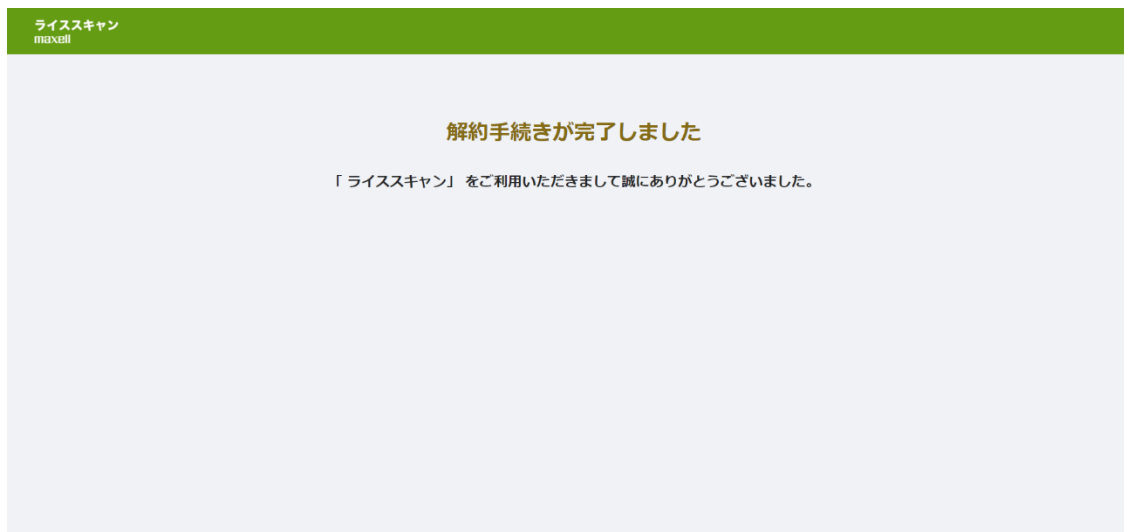 ライススキャン
maxell
解約手続きが完了しました
「 ライススキャン」 をご利用いただきまして誠にありがとうございました。